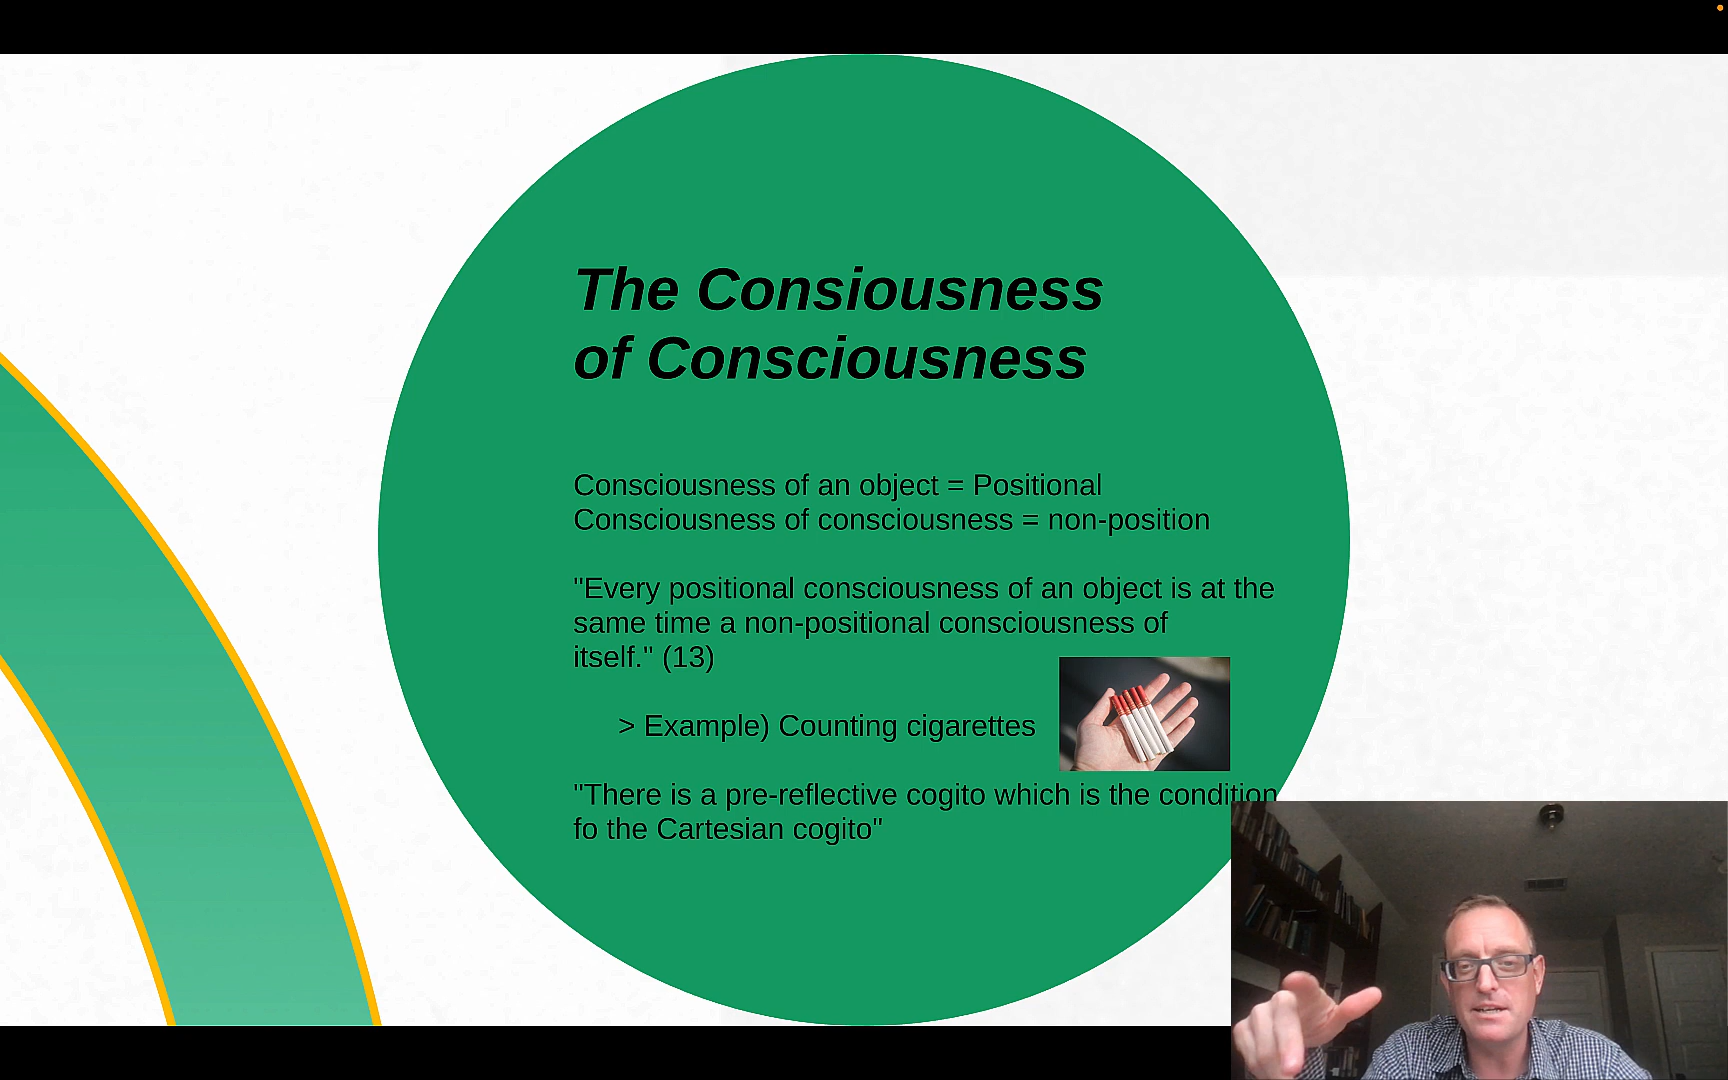 The Consiousness
of Consciousness
Consciousness of an object = Positional
Consciousness of consciousness = non-position
"Every positional consciousness of an object is at the
same time a non-positional consciousness of
itself." (13)
> Example) Counting cigarettes
"There is a pre-reflective cogito which is the condition
fo the Cartesian cogito"